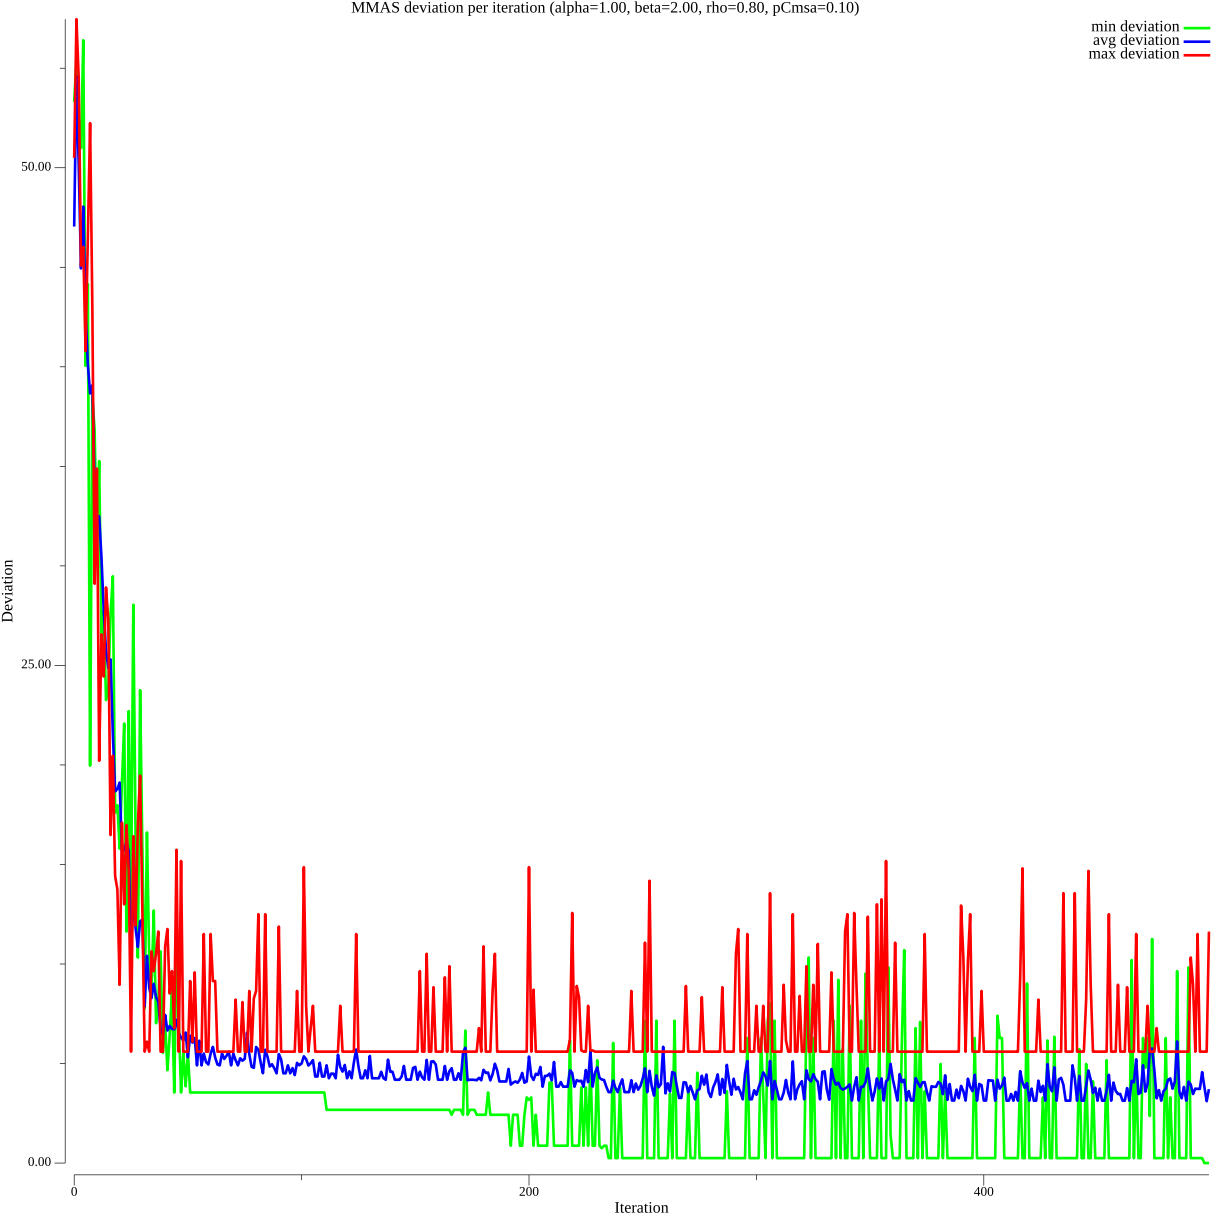 MMAS deviation per iteration (alpha=1.00, beta=2.00, rho=0.80, pCmsa=0.10)
min deviation
avg deviation
max deviation
50.00
25.00
0.00
Deviation
0
200
400
Iteration